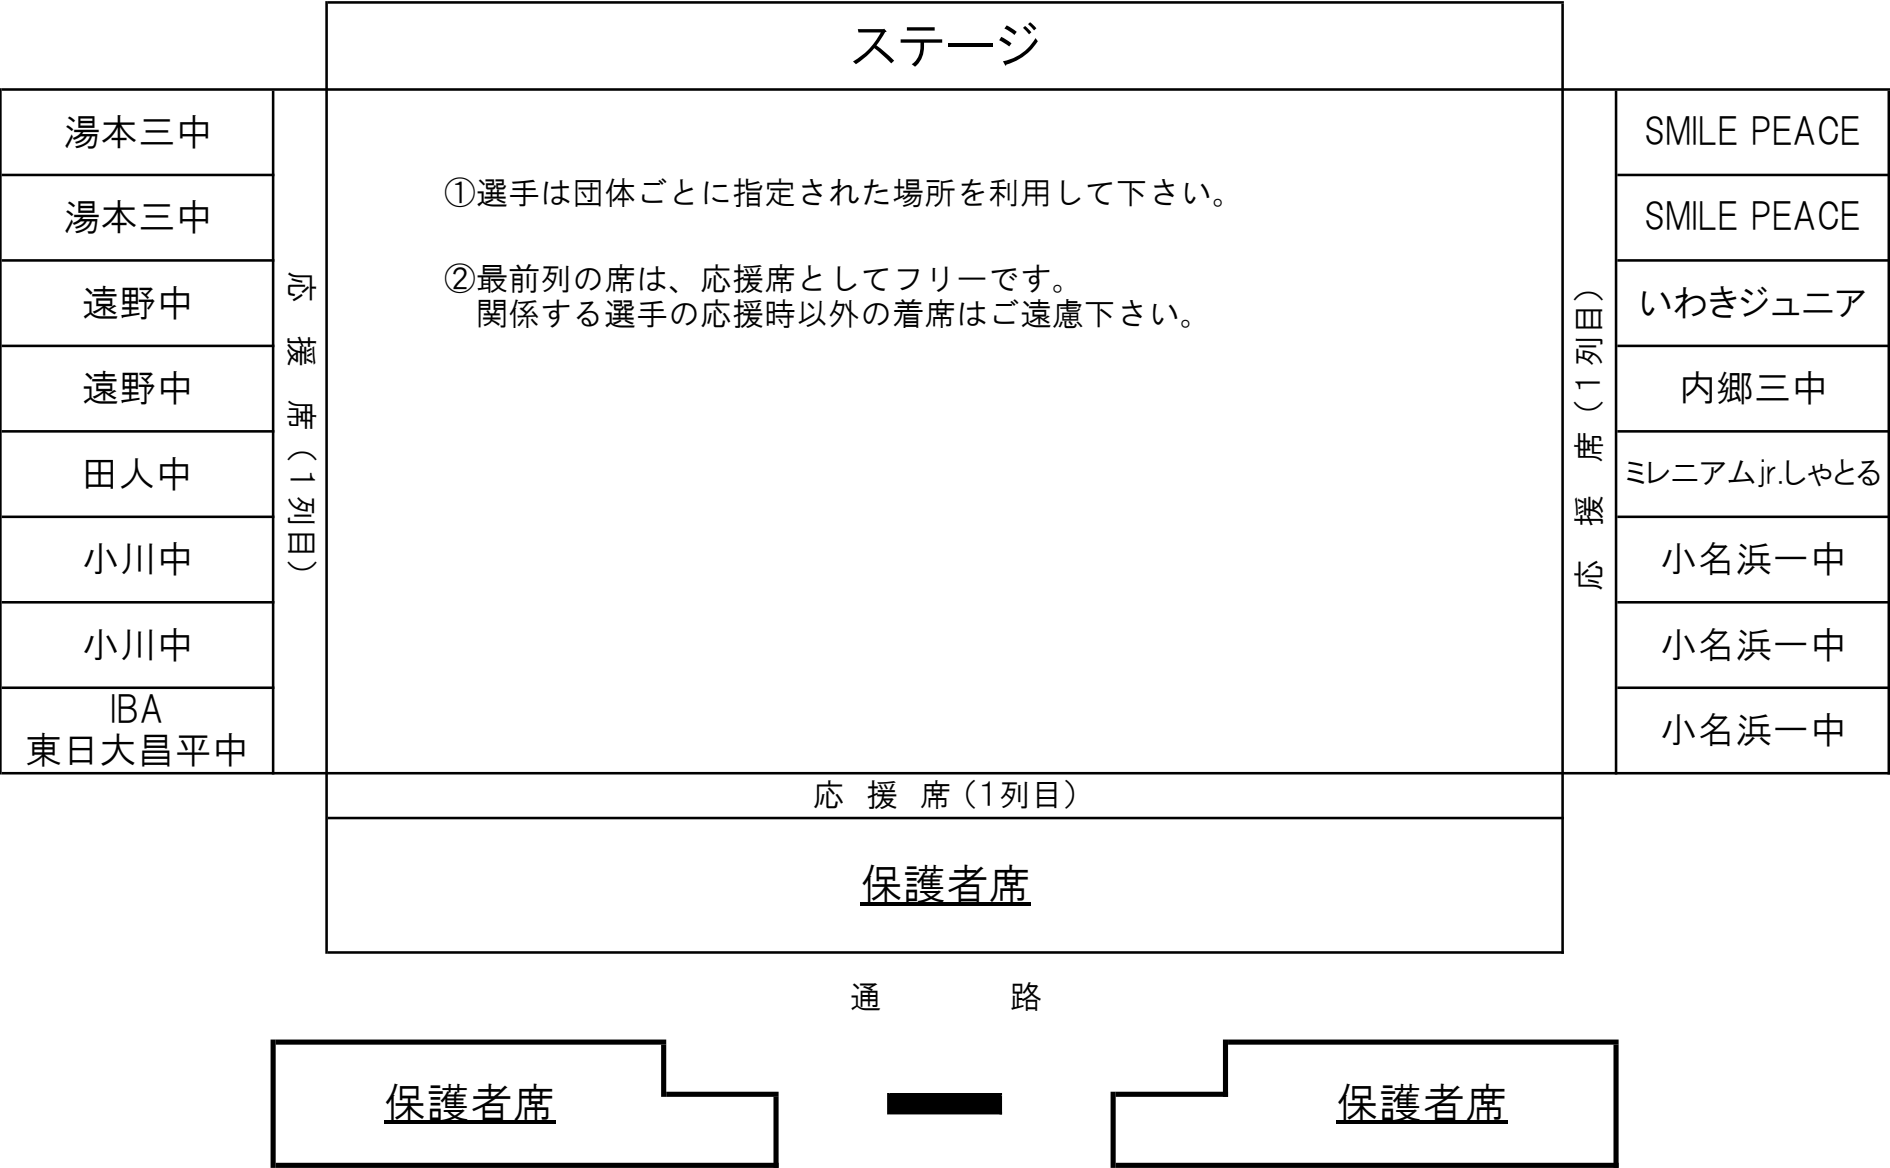 ステージ
湯本三中
湯本三中
遠野中
遠野中
田人中
小川中
小川中
IBA
東日大昌平中
応 援 席（1列目）
①選手は団体ごとに指定された場所を利用して下さい。
②最前列の席は、応援席としてフリーです。
関係する選手の応援時以外の着席はご遠慮下さい。
応 援 席（1列目）
SMILE PEACE
SMILE PEACE
いわきジュニア
内郷三中
ミレニアムjr.しゃとる
小名浜一中
小名浜一中
小名浜一中
応 援 席（1列目）
保護者席
通 路
保護者席
保護者席